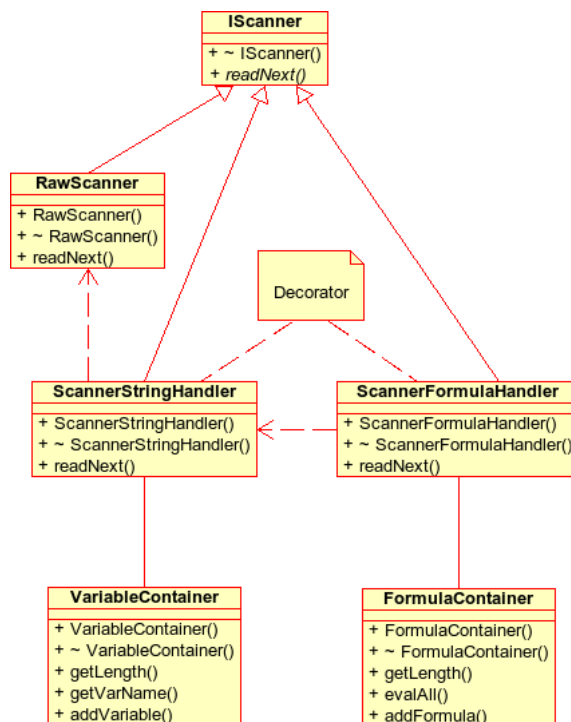 IScanner
+ ~ IScanner()
+ readNext()
RawScanner
+ RawScanner()
+ ~ RawScanner()
+ readNext()
Decorator
ScannerStringHandler
+ ScannerStringHandler()
+ ~ ScannerStringHandler()
+ readNext()
ScannerFormulaHandler
+ ScannerFormulaHandler()
+ ~ ScannerFormulaHandler()
+ readNext()
VariableContainer
+ VariableContainer()
+ ~ VariableContainer()
+ getLength()
+ getVarName()
+ addVariable()
FormulaContainer
+ FormulaContainer()
+ ~ FormulaContainer()
+ getLength()
+ evalAll()
+ addFormula()